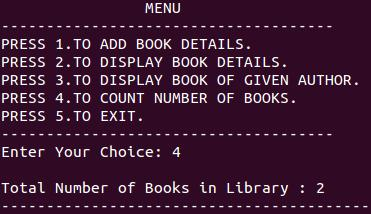 MENU
-------------------------------------
PRESS 1.TO ADD BOOK DETAILS.
PRESS 2.TO DISPLAY BOOK DETAILS.
PRESS 3.TO DISPLAY BOOK OF GIVEN AUTHOR.
PRESS 4.TO COUNT NUMBER OF BOOKS.
PRESS 5.TO EXIT.
-------------------------------------
Enter Your Choice: 4
Total Number of Books in Library : 2
-----------------------------------------